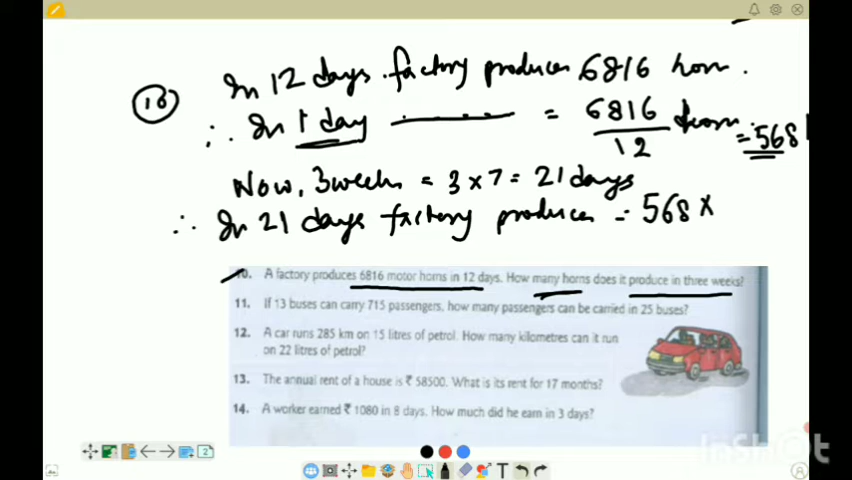 10 In 12 days factory produces 6816 horn.
∴ In 1 day ——— = 6816/12 horn = 568
Now, 3 weeks = 3 × 7 = 21 days
∴ In 21 days factory produces = 568 ×
10. A factory produces 6816 motor horns in 12 days. How many horns does it produce in three weeks?
11. If 13 buses can carry 715 passengers, how many passengers can be carried in 25 buses?
12. A car runs 285 km on 15 litres of petrol. How many kilometres can it run
on 22 litres of petrol?
13. The annual rent of a house is ₹ 58500. What is its rent for 17 months?
14. A worker earned ₹ 1080 in 8 days. How much did he earn in 3 days?
2
T
InShot